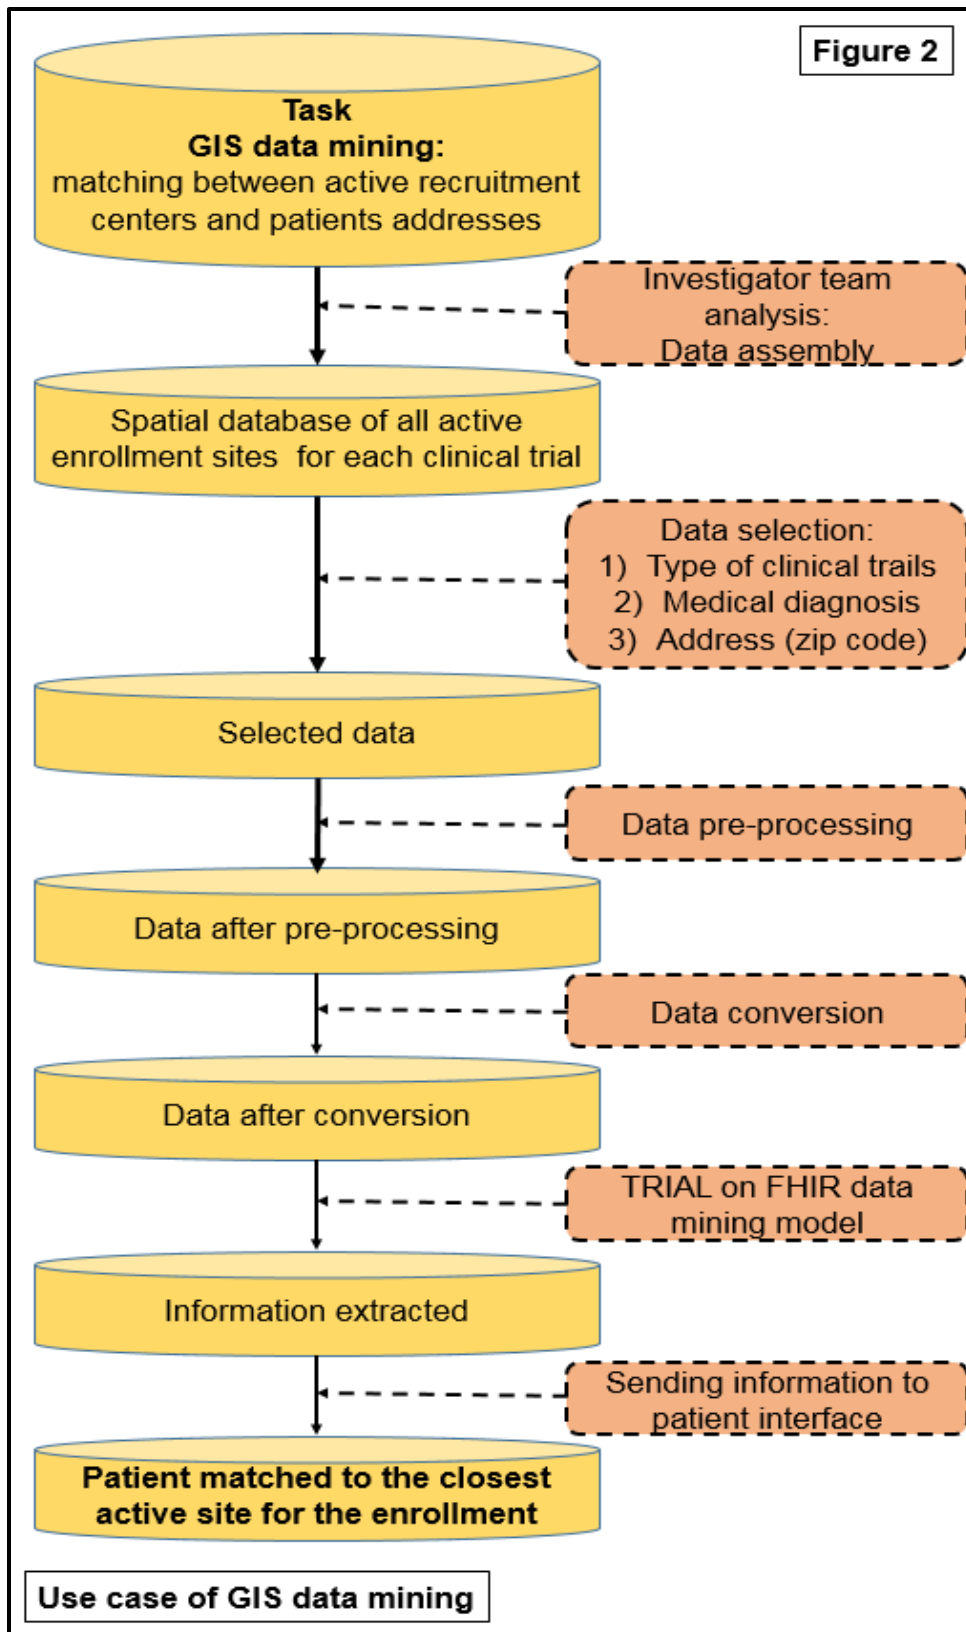 Figure 2
Task
GIS data mining:
matching between active recruitment
centers and patients addresses
Investigator team
analysis:
Data assembly
Spatial database of all active
enrollment sites for each clinical trial
Data selection:
1) Type of clinical trails
2) Medical diagnosis
3) Address (zip code)
Selected data
Data pre-processing
Data after pre-processing
Data conversion
Data after conversion
TRIAL on FHIR data
mining model
Information extracted
Sending information to
patient interface
Patient matched to the closest
active site for the enrollment
Use case of GIS data mining